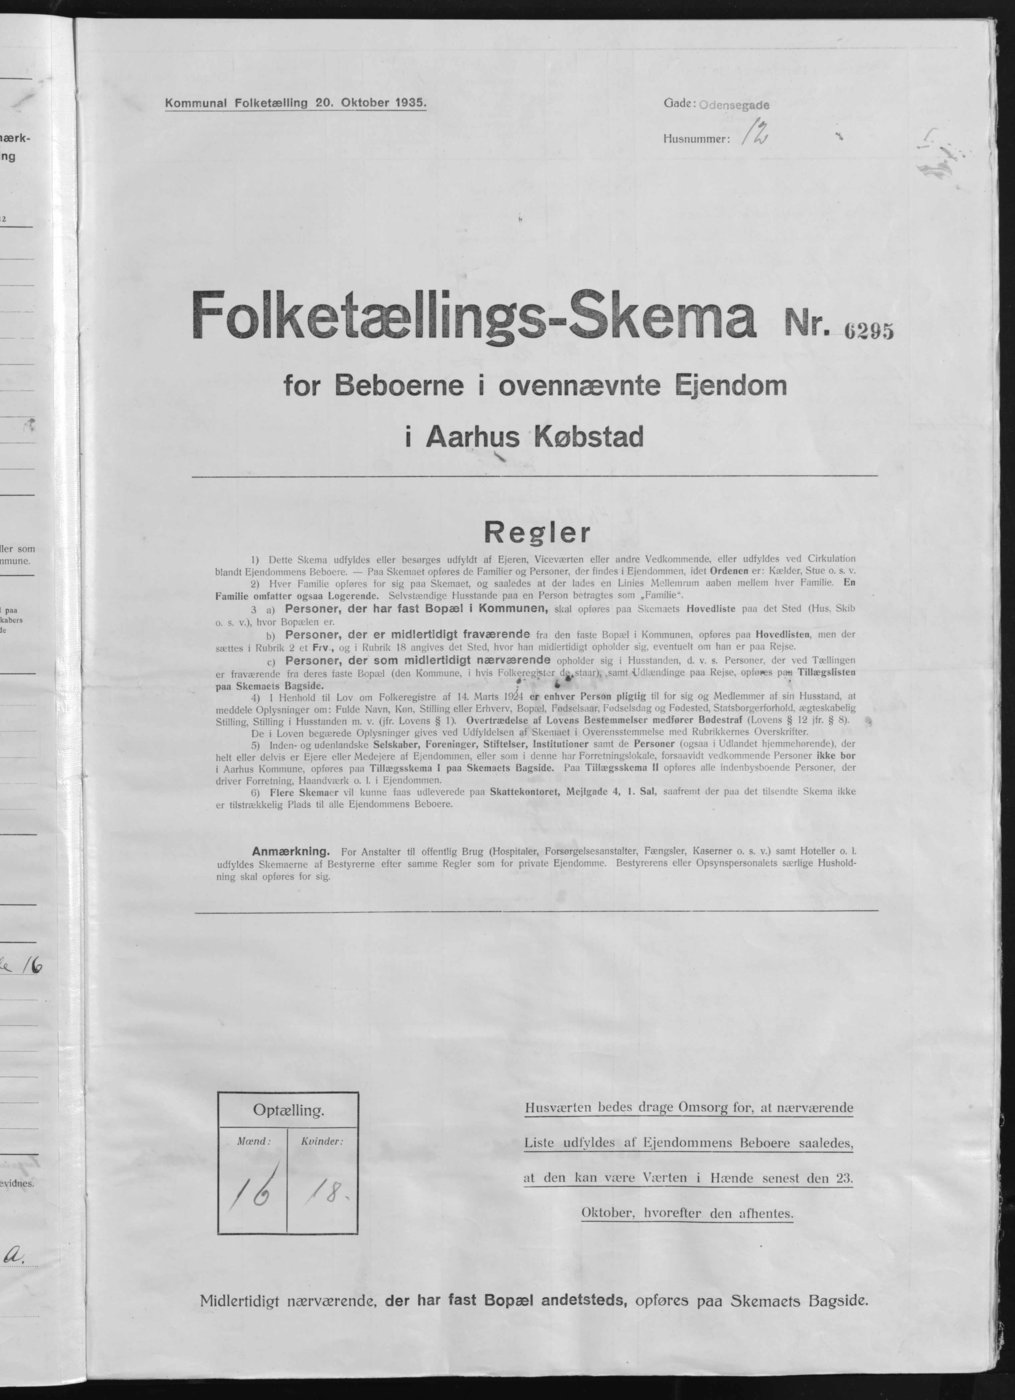 Kommunal Folketælling 20. Oktober 1935.
Gade: Odensegade
Husnummer: 12
Folketællings-Skema Nr. 6295
for Beboerne i ovennævnte Ejendom
i Aarhus Købstad
Regler
1) Dette Skema udfyldes eller besørges udfyldt af Ejeren, Viceværten eller andre Vedkommende, eller udfyldes ved Cirkulation
blandt Ejendommens Beboere. — Paa Skemaet opføres de Familier og Personer, der findes i Ejendommen, idet Ordenen er: Kælder, Stue o. s. v.
2) Hver Familie opføres for sig paa Skemaet, og saaledes at der lades en Linies Mellemrum aaben mellem hver Familie. En
Familie omfatter ogsaa Logerende. Selvstændige Husstande paa en Person betragtes som „Familie“.
3 a) Personer, der har fast Bopæl i Kommunen, skal opføres paa Skemaets Hovedliste paa det Sted (Hus, Skib
o. s. v.), hvor Bopælen er.
b) Personer, der er midlertidigt fraværende fra den faste Bopæl i Kommunen, opføres paa Hovedlisten, men der
sættes i Rubrik 2 et Frv., og i Rubrik 18 angives det Sted, hvor han midlertidigt opholder sig, eventuelt om han er paa Rejse.
c) Personer, der som midlertidigt nærværende opholder sig i Husstanden, d. v. s. Personer, der ved Tællingen
er fraværende fra deres faste Bopæl (den Kommune, i hvis Folkeregister de staar), samt Udlændinge paa Rejse, opføres paa Tillægslisten
paa Skemaets Bagside.
4) I Henhold til Lov om Folkeregistre af 14. Marts 1924 er enhver Person pligtig til for sig og Medlemmer af sin Husstand, at
meddele Oplysninger om: Fulde Navn, Køn, Stilling eller Erhverv, Bopæl, Fødselsaar, Fødselsdag og Fødested, Statsborgerforhold, ægteskabelig
Stilling, Stilling i Husstanden m. v. (jfr. Lovens § 1). Overtrædelse af Lovens Bestemmelser medfører Bødestraf (Lovens § 12 jfr. § 8).
De i Loven begærede Oplysninger gives ved Udfyldelsen af Skemaet i Overensstemmelse med Rubrikkernes Overskrifter.
5) Inden- og udenlandske Selskaber, Foreninger, Stiftelser, Institutioner samt de Personer (ogsaa i Udlandet hjemmehørende), der
helt eller delvis er Ejere eller Medejere af Ejendommen, eller som i denne har Forretningslokale, forsaavidt vedkommende Personer ikke bor
i Aarhus Kommune, opføres paa Tillægsskema I paa Skemaets Bagside. Paa Tillægsskema II opføres alle indenbysboende Personer, der
driver Forretning, Haandværk o. l. i Ejendommen.
6) Flere Skemaer vil kunne faas udleverede paa Skattekontoret, Mejlgade 4, 1. Sal, saafremt der paa det tilsendte Skema ikke
er tilstrækkelig Plads til alle Ejendommens Beboere.
Anmærkning. For Anstalter til offentlig Brug (Hospitaler, Forsørgelsesanstalter, Fængsler, Kaserner o. s. v.) samt Hoteller o. l.
udfyldes Skemaerne af Bestyrerne efter samme Regler som for private Ejendomme. Bestyrerens eller Opsynspersonalets særlige Hushold-
ning skal opføres for sig.
Optælling.
Mænd: Kvinder:
16 18.
Husværten bedes drage Omsorg for, at nærværende
Liste udfyldes af Ejendommens Beboere saaledes,
at den kan være Værten i Hænde senest den 23.
Oktober, hvorefter den afhentes.
Midlertidigt nærværende, der har fast Bopæl andetsteds, opføres paa Skemaets Bagside.